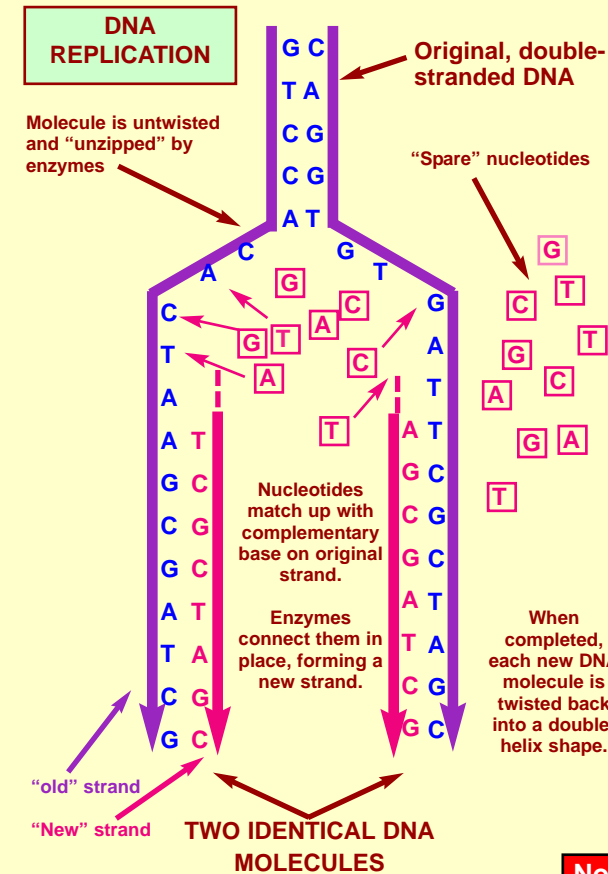 DNA
REPLICATION
G C
T A
C G
C G
A T
Original, double-
stranded DNA
Molecule is untwisted
and “unzipped” by
enzymes
“Spare” nucleotides
C
A
C
T
A
A
G
C
G
A
T
C
G
T
C
G
C
T
A
G
C
G
T
G
A
T
T
C
G
C
T
A
G
C
A
G
C
G
A
T
C
G
G
C
A
T
G
A
C
T
G
T
C
T
G
C
A
A
G
T
Nucleotides
match up with
complementary
base on original
strand.
Enzymes
connect them in
place, forming a
new strand.
When
completed,
each new DNA
molecule is
twisted back
into a double-
helix shape.
“old” strand
“New” strand
TWO IDENTICAL DNA
MOLECULES